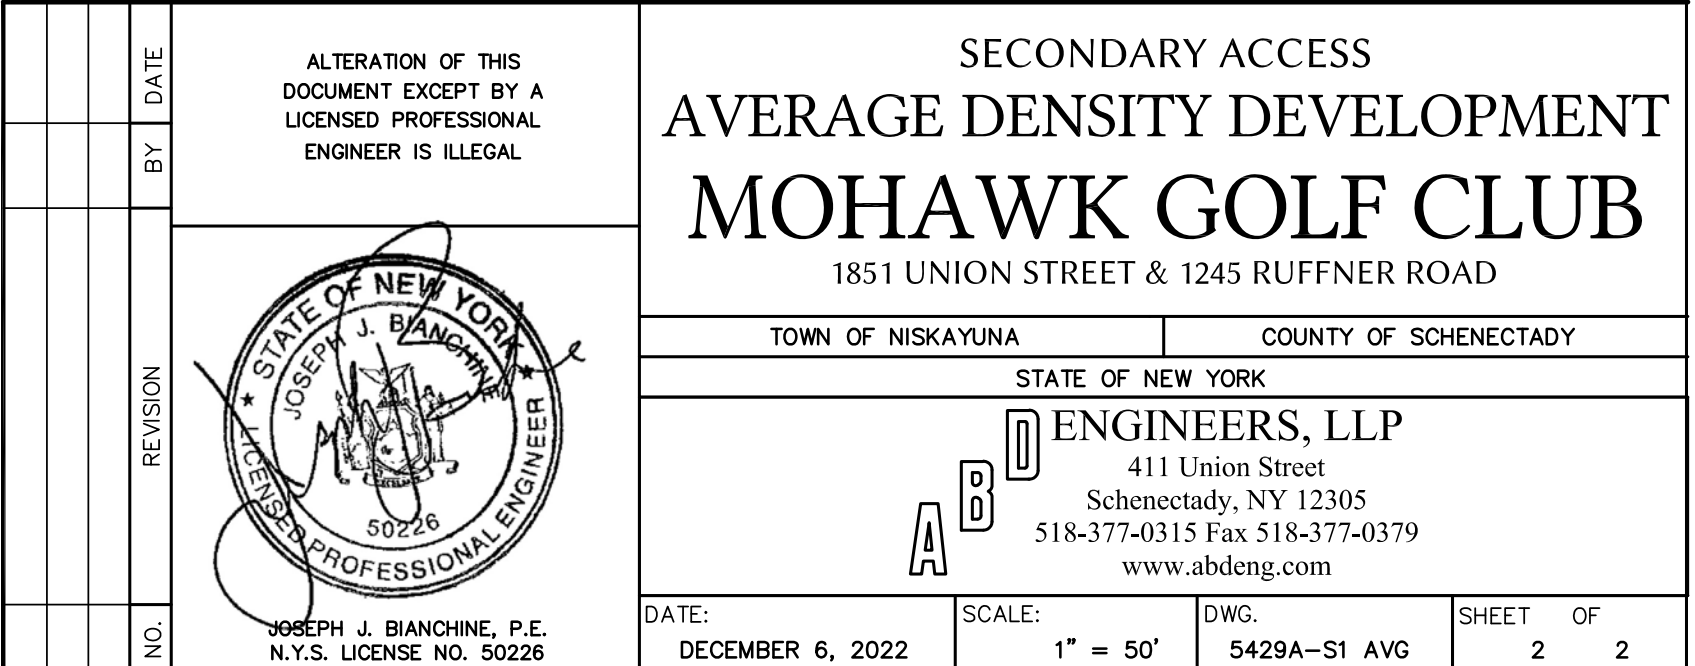 DATE
BY
REVISION
NO.
ALTERATION OF THIS
DOCUMENT EXCEPT BY A
LICENSED PROFESSIONAL
ENGINEER IS ILLEGAL
★ STATE OF NEW YORK ★
JOSEPH J. BIANCHINE
50226
LICENSED PROFESSIONAL ENGINEER
JOSEPH J. BIANCHINE, P.E.
N.Y.S. LICENSE NO. 50226
SECONDARY ACCESS
AVERAGE DENSITY DEVELOPMENT
MOHAWK GOLF CLUB
1851 UNION STREET & 1245 RUFFNER ROAD
TOWN OF NISKAYUNA
COUNTY OF SCHENECTADY
STATE OF NEW YORK
ABD ENGINEERS, LLP
411 Union Street
Schenectady, NY 12305
518-377-0315 Fax 518-377-0379
www.abdeng.com
DATE:
DECEMBER 6, 2022
SCALE:
1" = 50'
DWG.
5429A-S1 AVG
SHEET OF
2 2